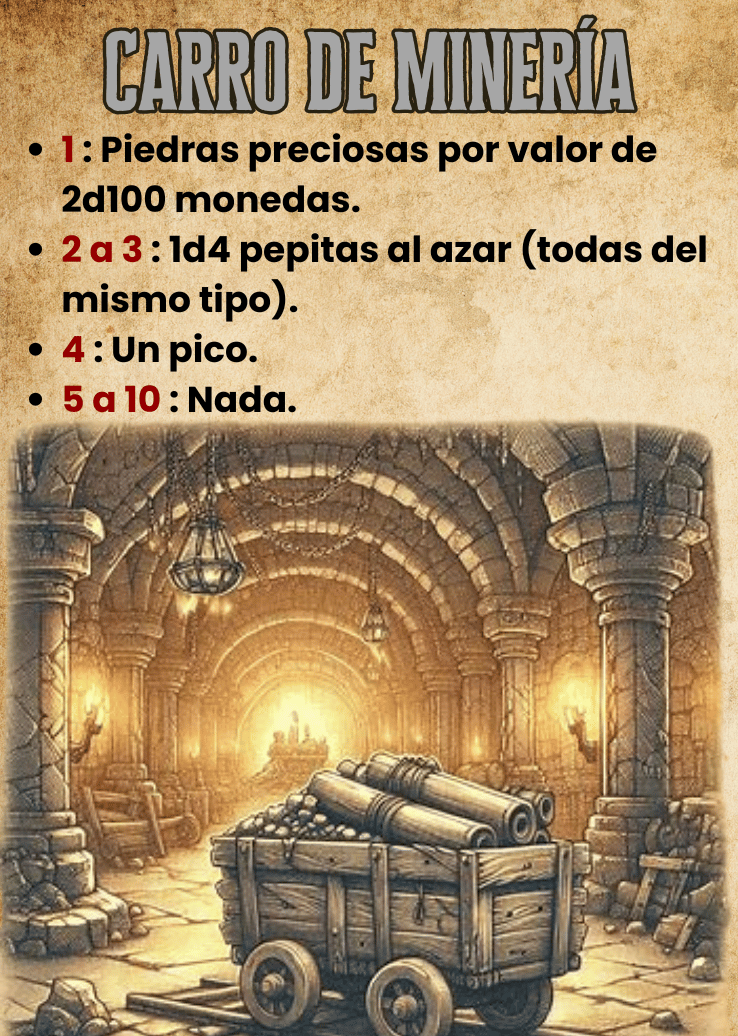 CARRO DE MINERÍA
• 1 : Piedras preciosas por valor de
2d100 monedas.
• 2 a 3 : 1d4 pepitas al azar (todas del
mismo tipo).
• 4 : Un pico.
• 5 a 10 : Nada.